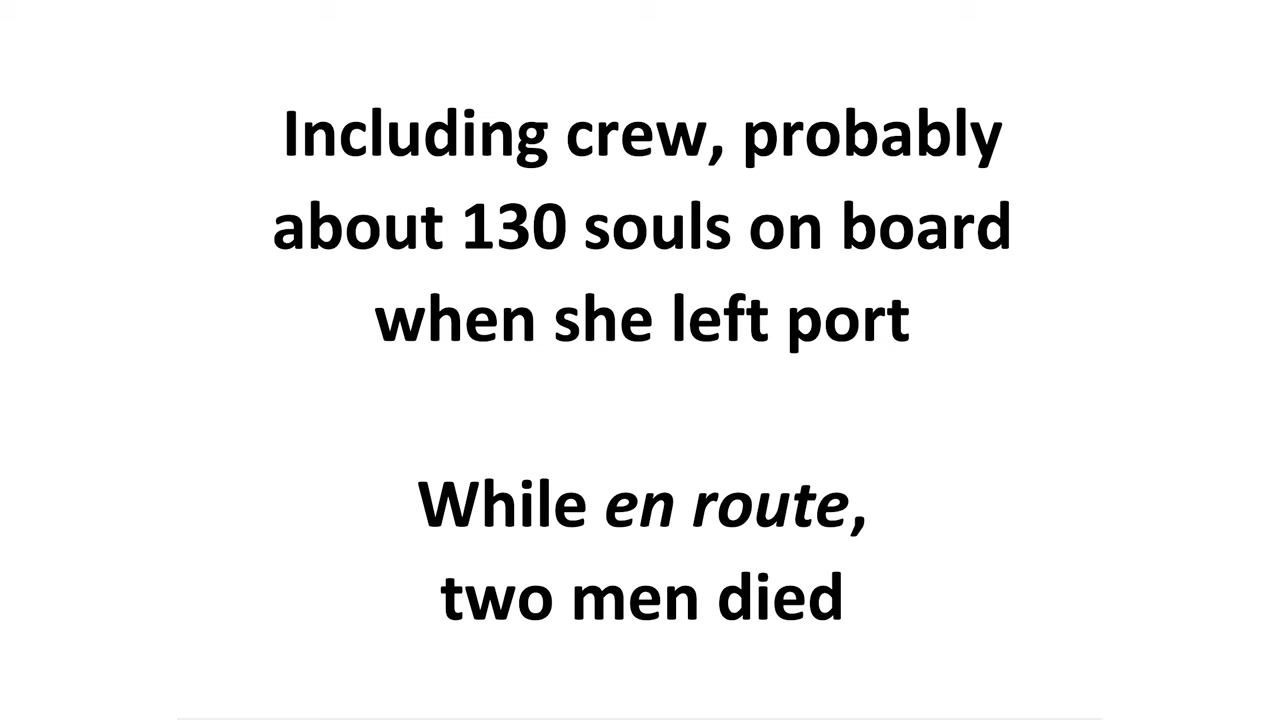 Including crew, probably
about 130 souls on board
when she left port
While en route,
two men died